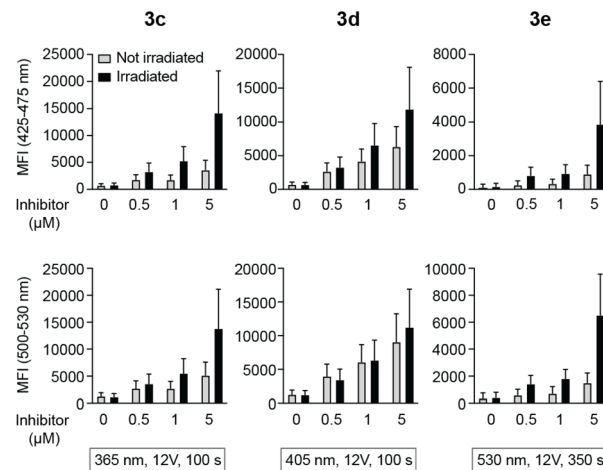 3c 3d 3e
MFI (425-475 nm)
25000 20000 15000 10000 5000 0
Not irradiated
Irradiated
20000 15000 10000 5000 0
8000 6000 4000 2000 0
Inhibitor (µM)
0 0.5 1 5 0 0.5 1 5 0 0.5 1 5
MFI (500-530 nm)
25000 20000 15000 10000 5000 0
20000 15000 10000 5000 0
10000 8000 6000 4000 2000 0
Inhibitor (µM)
0 0.5 1 5 0 0.5 1 5 0 0.5 1 5
365 nm, 12V, 100 s 405 nm, 12V, 100 s 530 nm, 12V, 350 s